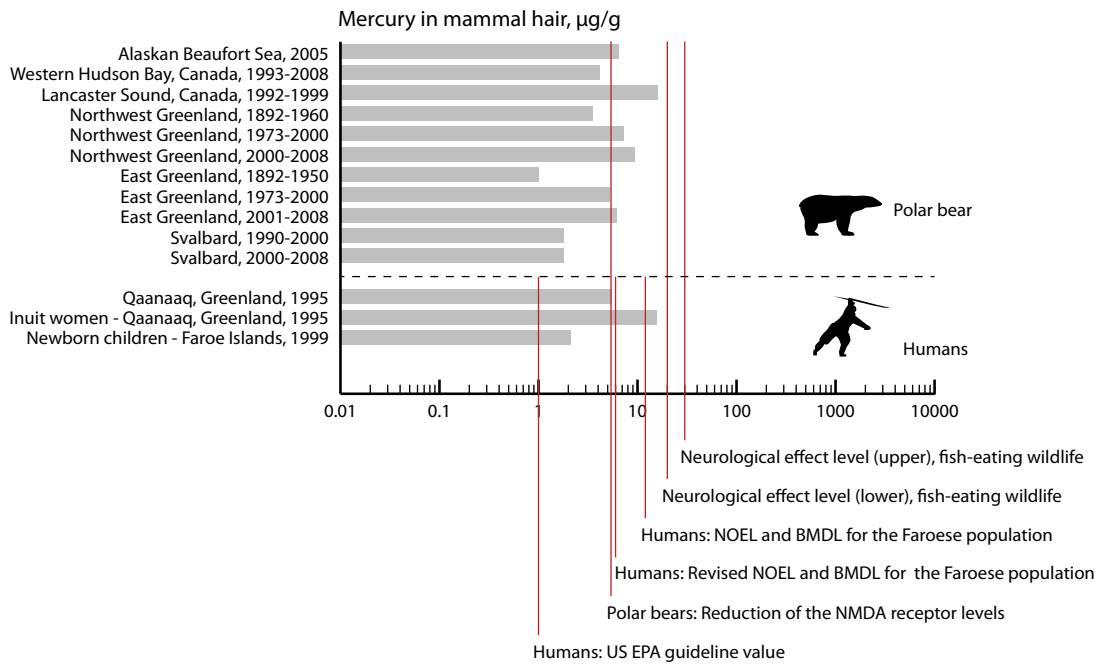 Mercury in mammal hair, µg/g
Alaskan Beaufort Sea, 2005
Western Hudson Bay, Canada, 1993-2008
Lancaster Sound, Canada, 1992-1999
Northwest Greenland, 1892-1960
Northwest Greenland, 1973-2000
Northwest Greenland, 2000-2008
East Greenland, 1892-1950
East Greenland, 1973-2000
East Greenland, 2001-2008
Polar bear
Svalbard, 1990-2000
Svalbard, 2000-2008
Qaanaaq, Greenland, 1995
Inuit women - Qaanaaq, Greenland, 1995
Newborn children - Faroe Islands, 1999
Humans
0.01 0.1 1 10 100 1000 10000
Neurological effect level (upper), fish-eating wildlife
Neurological effect level (lower), fish-eating wildlife
Humans: NOEL and BMDL for the Faroese population
Humans: Revised NOEL and BMDL for the Faroese population
Polar bears: Reduction of the NMDA receptor levels
Humans: US EPA guideline value